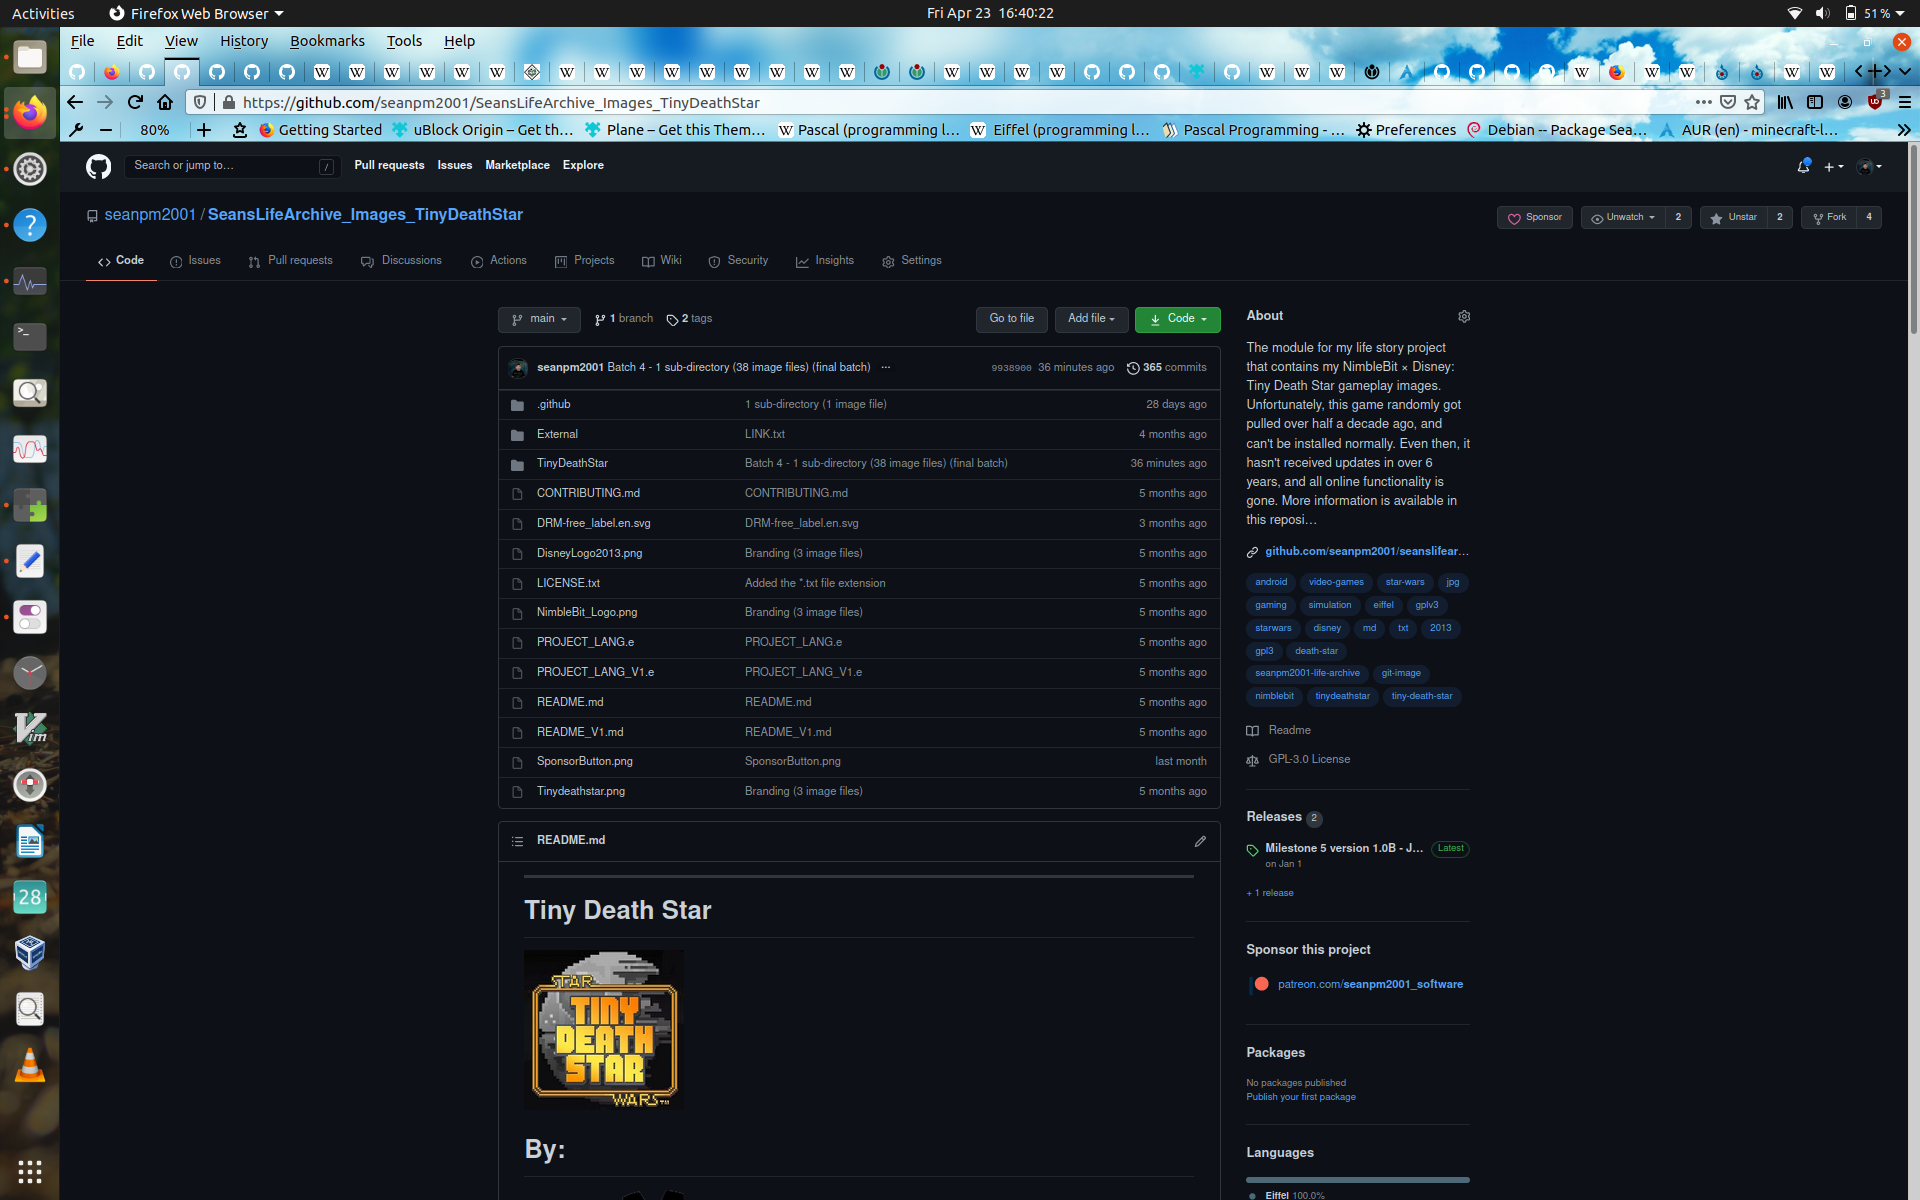 Activities
Firefox Web Browser
Fri Apr 23 16:40:22
51 %
File Edit View History Bookmarks Tools Help
https://github.com/seanpm2001/SeansLifeArchive_Images_TinyDeathStar
3
80%
Getting Started
uBlock Origin – Get th…
Plane – Get this Them…
Pascal (programming l…
Eiffel (programming l…
Pascal Programming - …
Preferences
Debian -- Package Sea…
AUR (en) - minecraft-l…
Search or jump to…
/
Pull requests Issues Marketplace Explore
seanpm2001 / SeansLifeArchive_Images_TinyDeathStar
Sponsor
Unwatch 2
Unstar 2
Fork 4
Code Issues Pull requests Discussions Actions Projects Wiki Security Insights Settings
main
1 branch
2 tags
Go to file
Add file
Code
seanpm2001 Batch 4 - 1 sub-directory (38 image files) (final batch) …
9938900 36 minutes ago
365 commits
.github 1 sub-directory (1 image file) 28 days ago
External LINK.txt 4 months ago
TinyDeathStar Batch 4 - 1 sub-directory (38 image files) (final batch) 36 minutes ago
CONTRIBUTING.md CONTRIBUTING.md 5 months ago
DRM-free_label.en.svg DRM-free_label.en.svg 3 months ago
DisneyLogo2013.png Branding (3 image files) 5 months ago
LICENSE.txt Added the *.txt file extension 5 months ago
NimbleBit_Logo.png Branding (3 image files) 5 months ago
PROJECT_LANG.e PROJECT_LANG.e 5 months ago
PROJECT_LANG_V1.e PROJECT_LANG_V1.e 5 months ago
README.md README.md 5 months ago
README_V1.md README_V1.md 5 months ago
SponsorButton.png SponsorButton.png last month
Tinydeathstar.png Branding (3 image files) 5 months ago
README.md
Tiny Death Star
STAR
TINY
DEATH
STAR
WARS™
By:
About
The module for my life story project
that contains my NimbleBit × Disney:
Tiny Death Star gameplay images.
Unfortunately, this game randomly got
pulled over half a decade ago, and
can't be installed normally. Even then, it
hasn't received updates in over 6
years, and all online functionality is
gone. More information is available in
this reposi…
github.com/seanpm2001/seanslifear…
android video-games star-wars jpg
gaming simulation eiffel gplv3
starwars disney md txt 2013
gpl3 death-star
seanpm2001-life-archive git-image
nimblebit tinydeathstar tiny-death-star
Readme
GPL-3.0 License
Releases 2
Milestone 5 version 1.0B - J… Latest
on Jan 1
+ 1 release
Sponsor this project
patreon.com/seanpm2001_software
Packages
No packages published
Publish your first package
Languages
Eiffel 100.0%
28